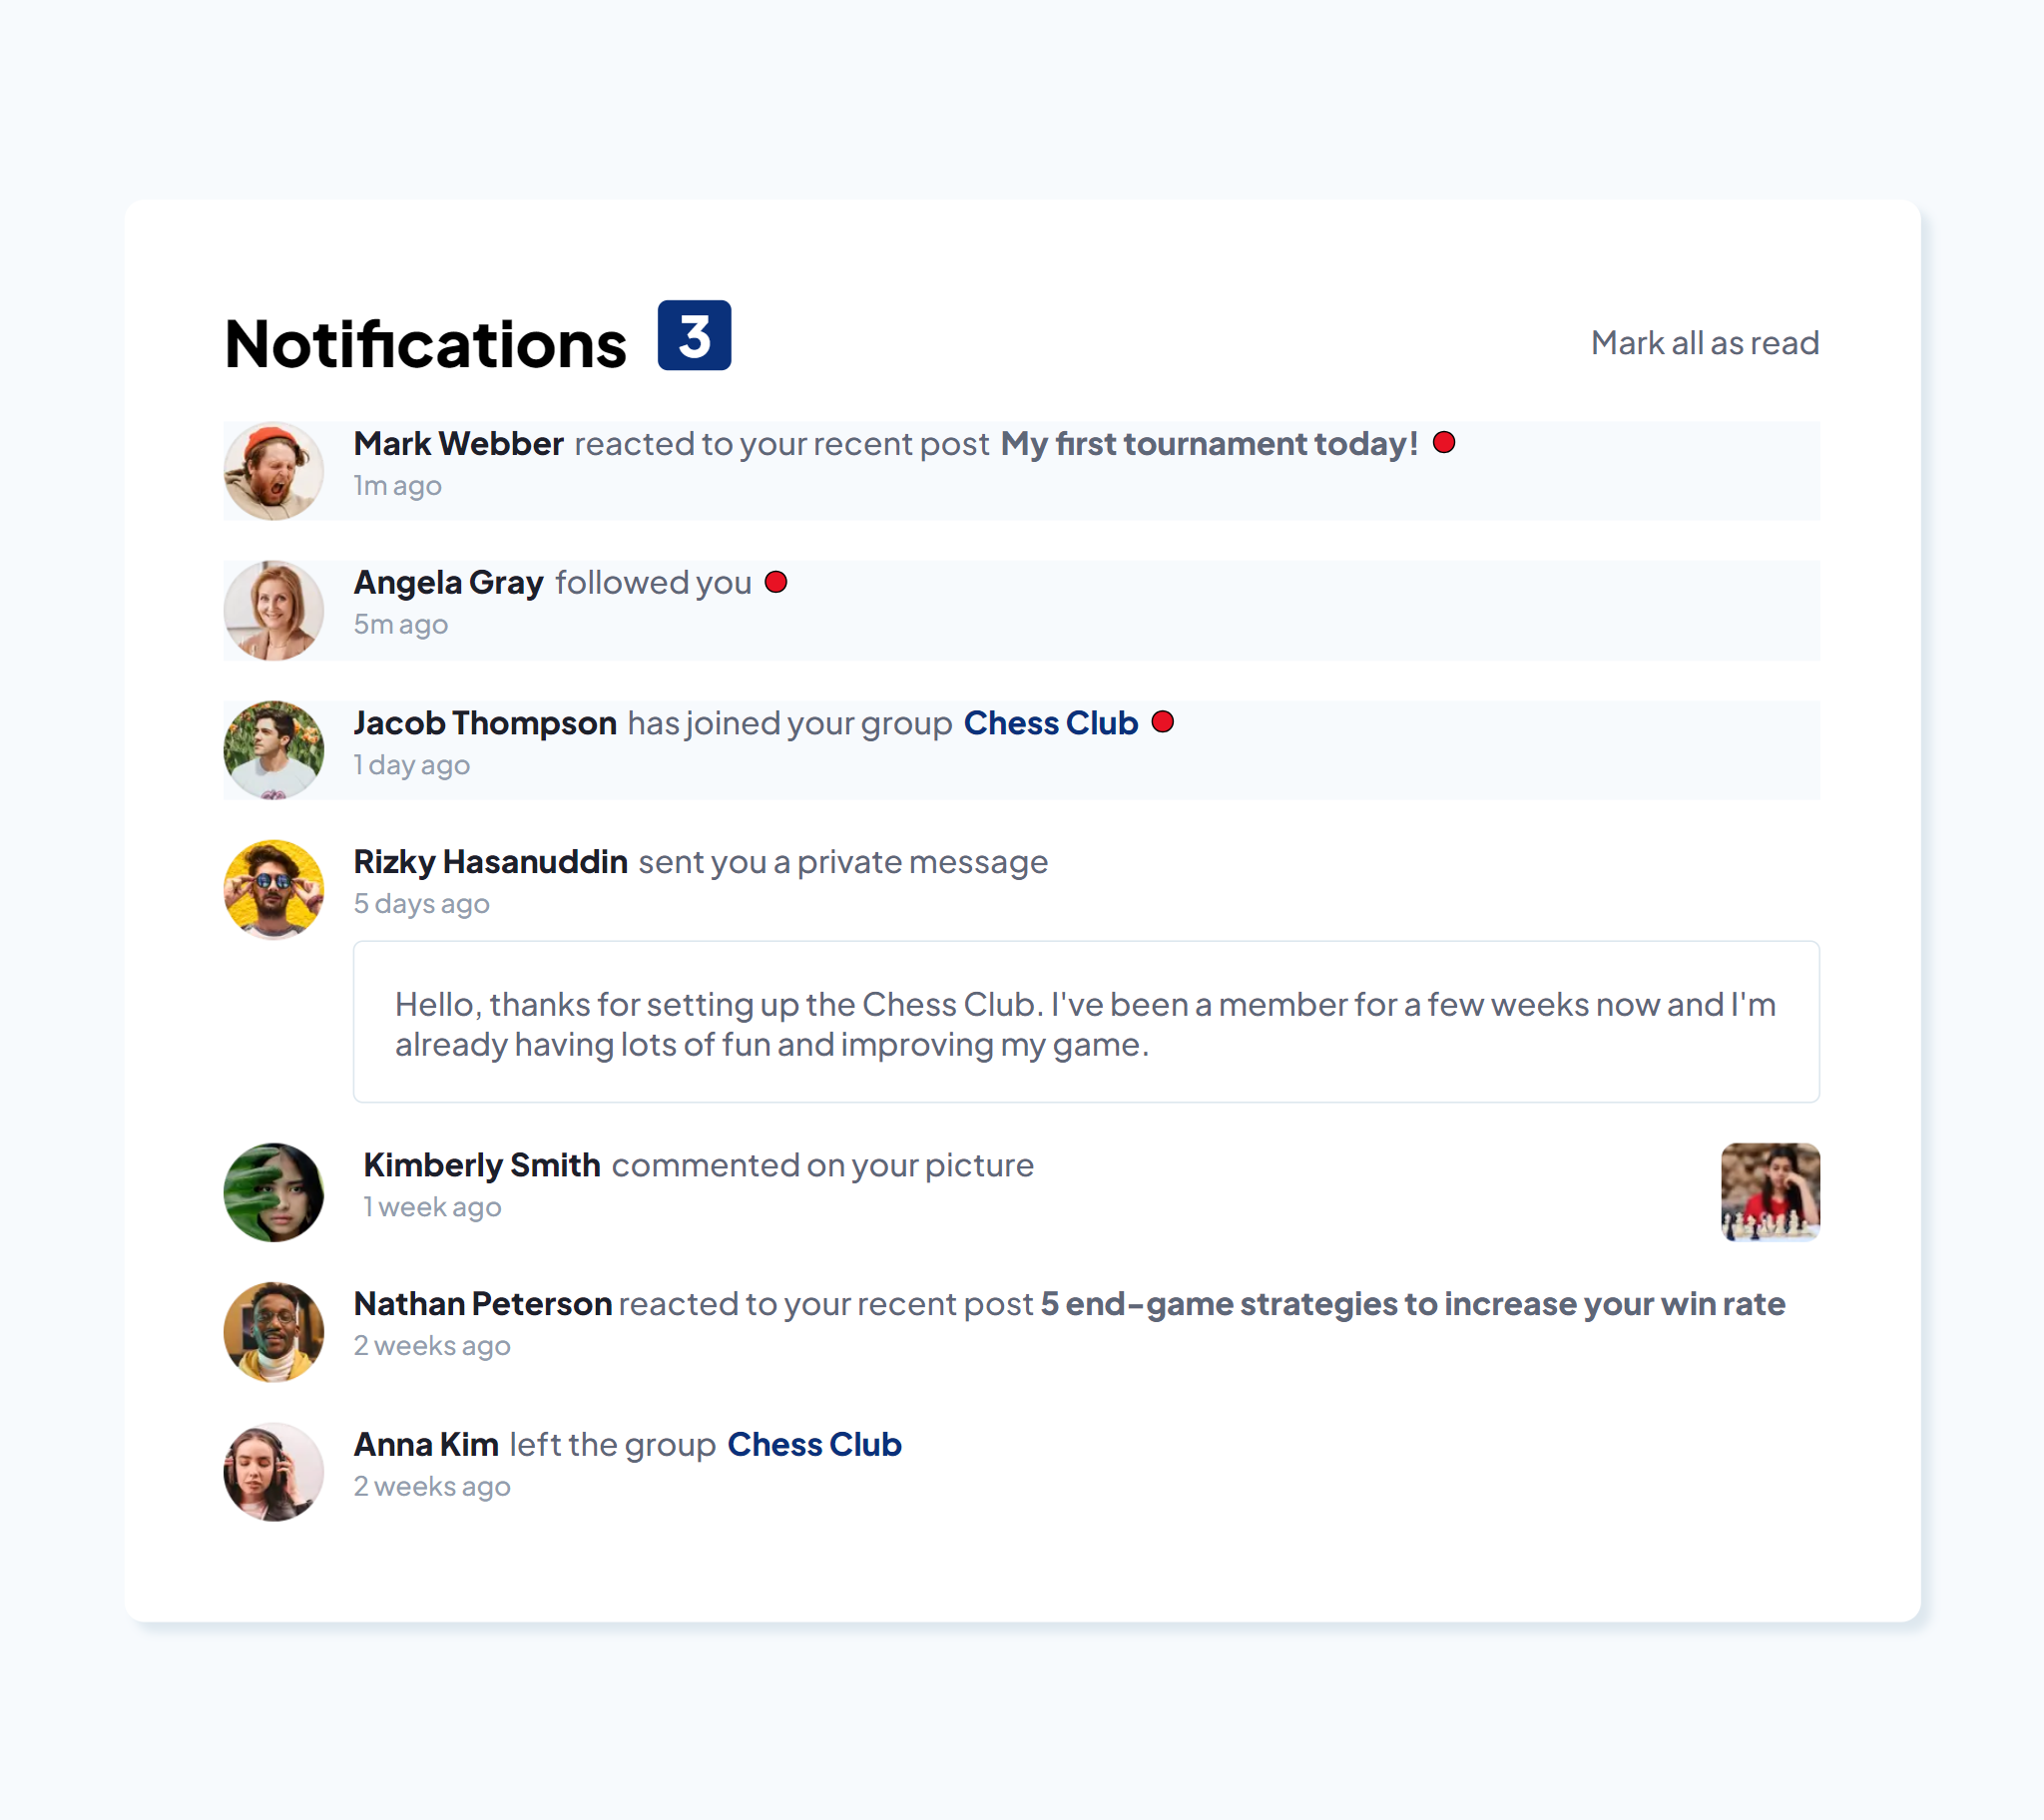 Notifications 3
Mark all as read
Mark Webber reacted to your recent post My first tournament today!
1m ago
Angela Gray followed you
5m ago
Jacob Thompson has joined your group Chess Club
1 day ago
Rizky Hasanuddin sent you a private message
5 days ago
Hello, thanks for setting up the Chess Club. I've been a member for a few weeks now and I'm
already having lots of fun and improving my game.
Kimberly Smith commented on your picture
1 week ago
Nathan Peterson reacted to your recent post 5 end-game strategies to increase your win rate
2 weeks ago
Anna Kim left the group Chess Club
2 weeks ago